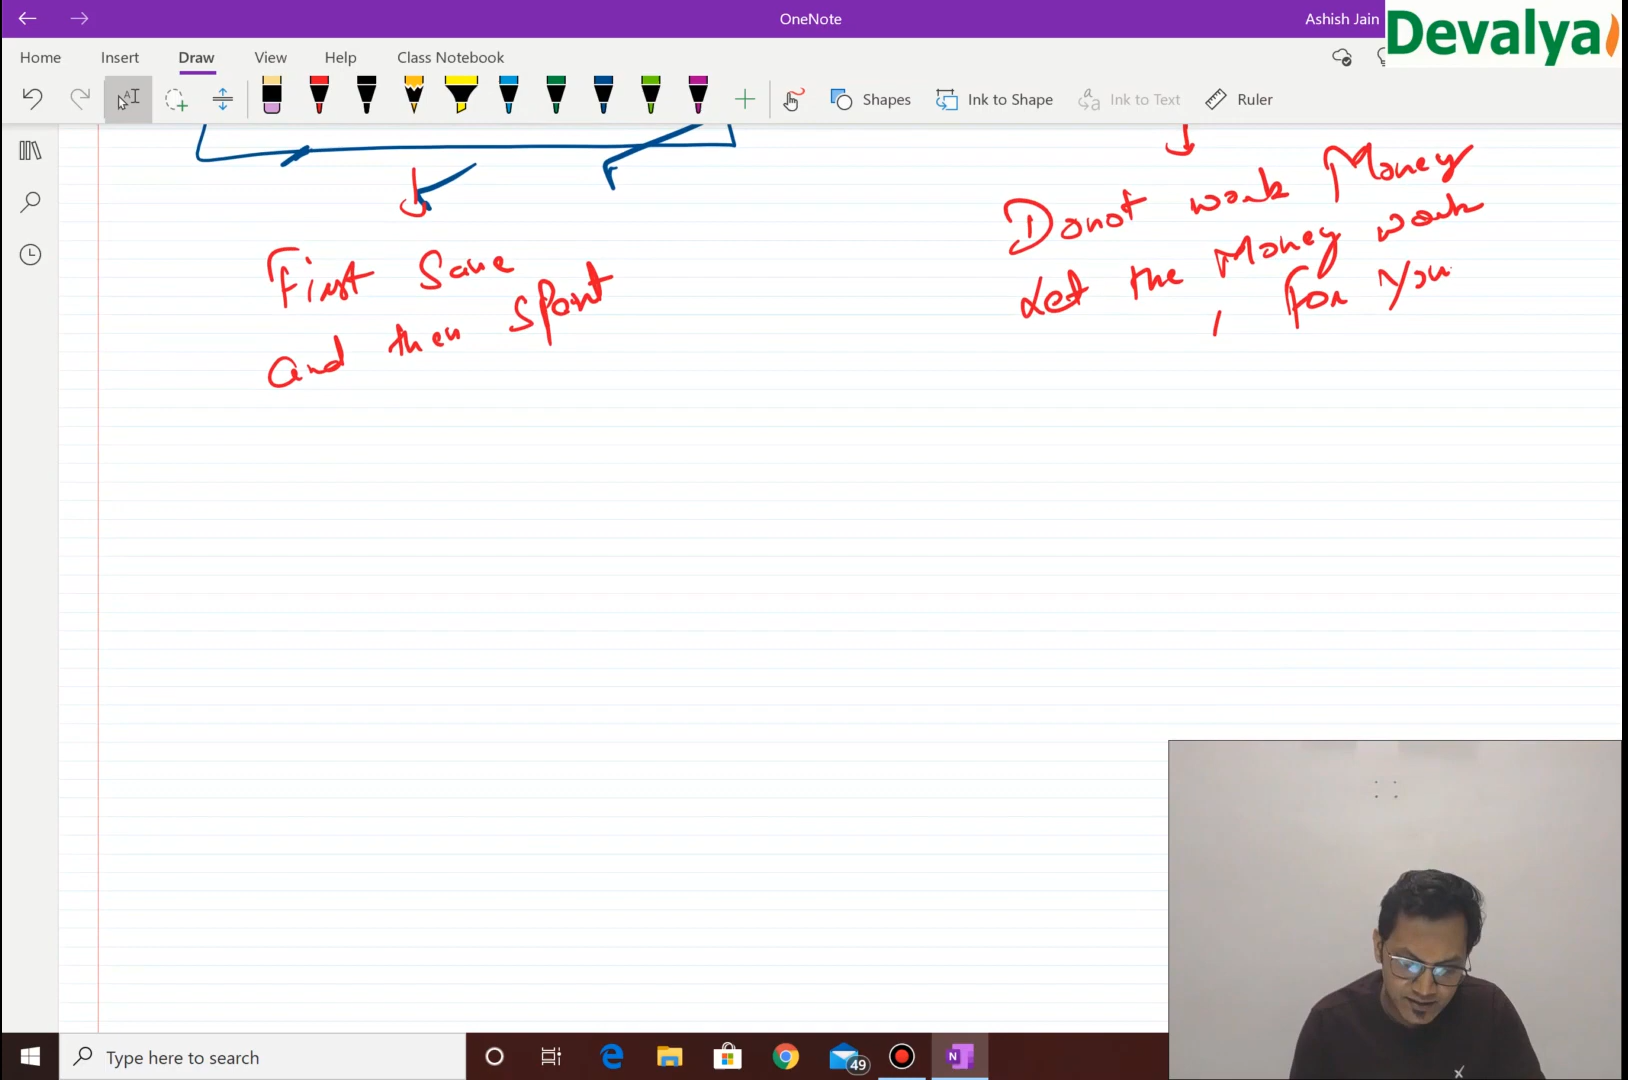 OneNote
Ashish Jain
Devalya
Home Insert Draw View Help Class Notebook
Shapes Ink to Shape Ink to Text Ruler
Donot work Money
Let the Money work
for you
First Save
and then Spent
Type here to search
49